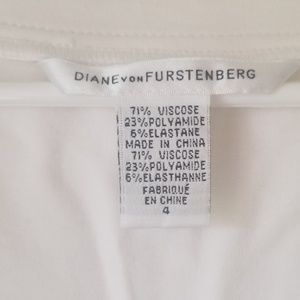 DIANE VON FURSTENBERG
71% VISCOSE
23%POLYAMIDE
6%ELASTANE
MADE IN CHINA
71% VISCOSE
23%POLYAMIDE
6%ELASTHANNE
FABRIQUÉ
EN CHINE
4